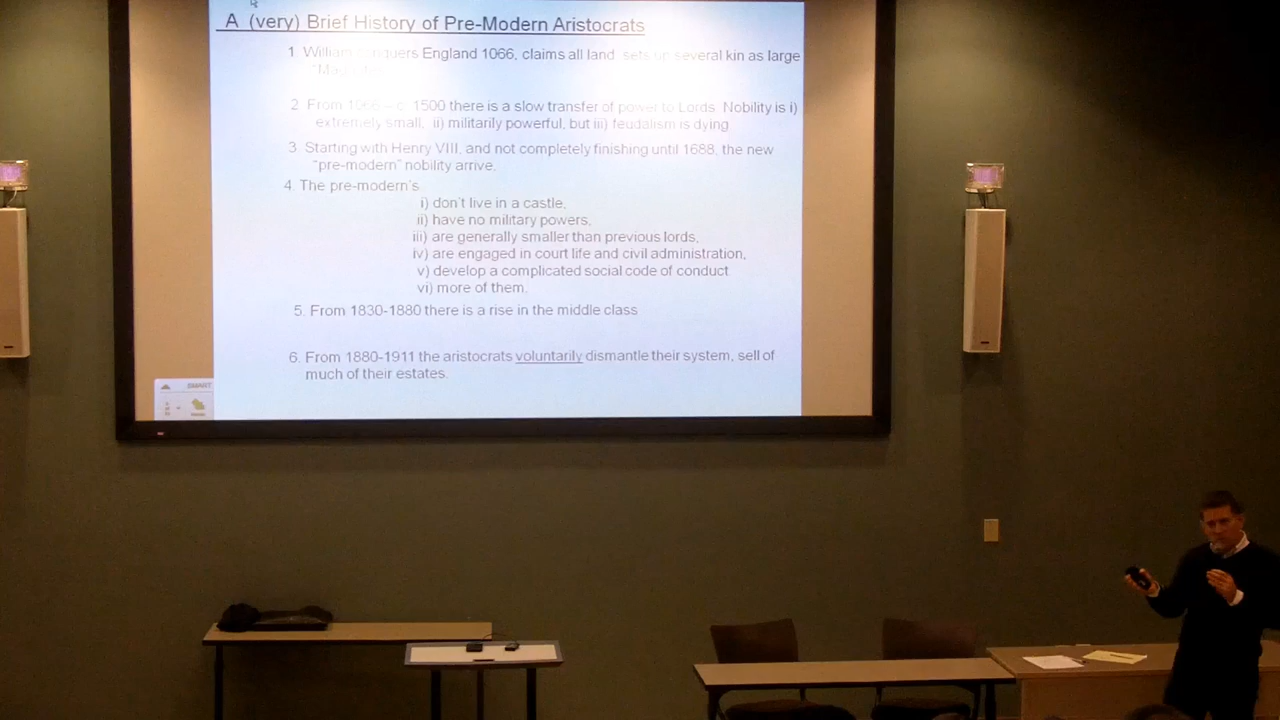 A (very) Brief History of Pre-Modern Aristocrats
1. William conquers England 1066, claims all land, sets up several kin as large
2. From 1066 – c. 1500 there is a slow transfer of power to Lords. Nobility is i)
extremely small, ii) militarily powerful, but iii) feudalism is dying
3. Starting with Henry VIII, and not completely finishing until 1688, the new
"pre-modern" nobility arrive.
4. The pre-modern's
i) don't live in a castle,
ii) have no military powers,
iii) are generally smaller than previous lords,
iv) are engaged in court life and civil administration,
v) develop a complicated social code of conduct
vi) more of them.
5. From 1830-1880 there is a rise in the middle class
6. From 1880-1911 the aristocrats voluntarily dismantle their system, sell of
much of their estates.
SMART